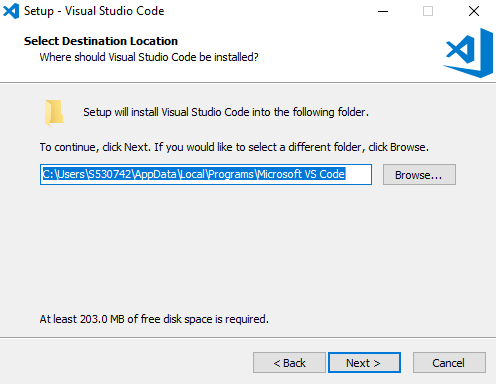 Setup - Visual Studio Code
Select Destination Location
Where should Visual Studio Code be installed?
Setup will install Visual Studio Code into the following folder.
To continue, click Next. If you would like to select a different folder, click Browse.
C:\Users\S530742\AppData\Local\Programs\Microsoft VS Code
Browse...
At least 203.0 MB of free disk space is required.
< Back
Next >
Cancel